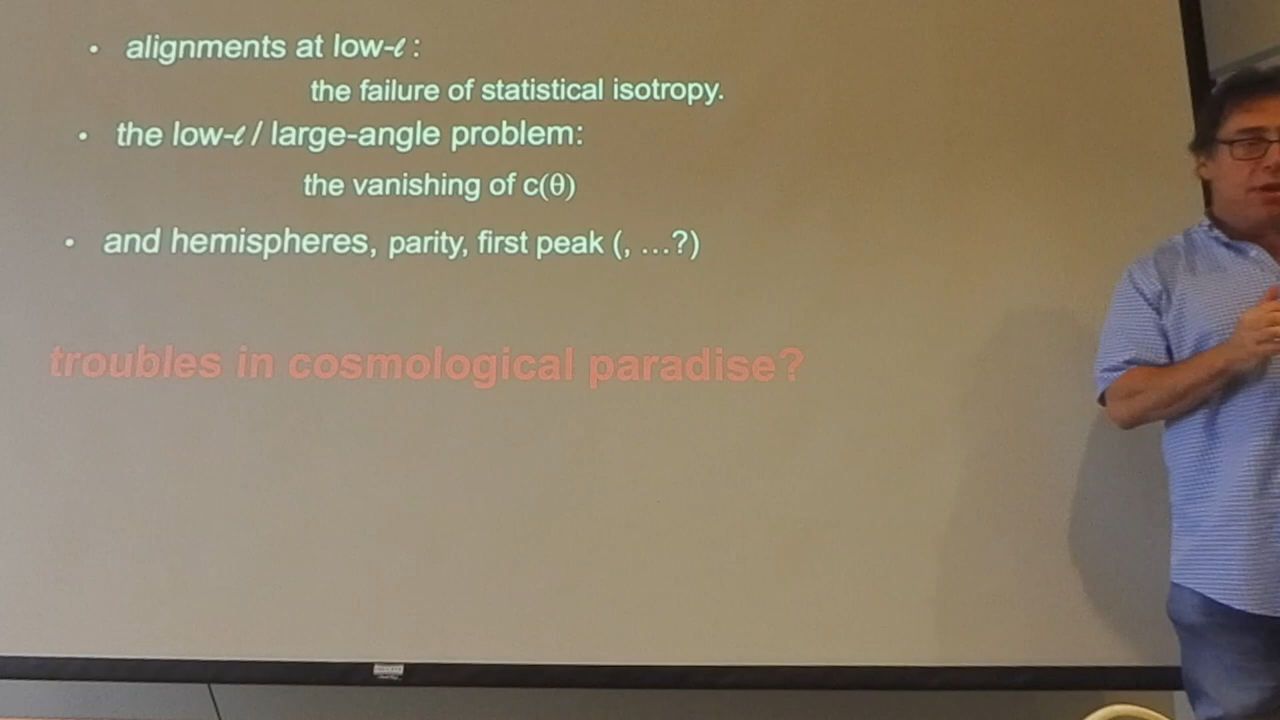 • alignments at low-ℓ :
the failure of statistical isotropy.
• the low-ℓ / large-angle problem:
the vanishing of c(θ)
• and hemispheres, parity, first peak (, …?)
troubles in cosmological paradise?